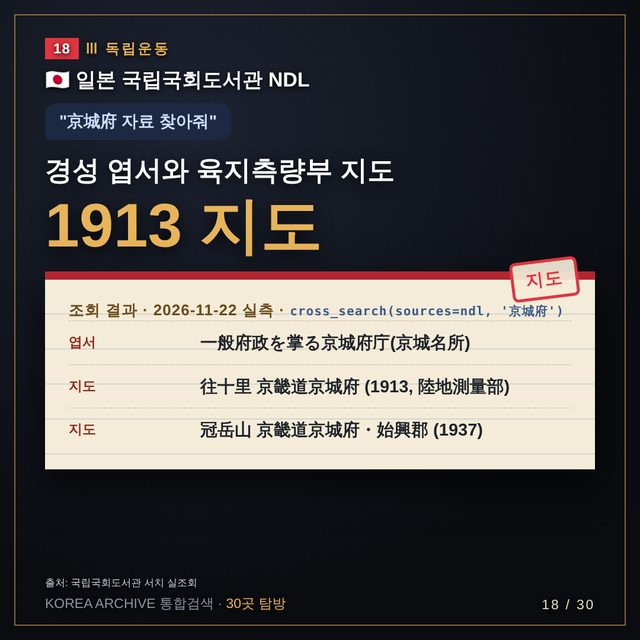 18 Ⅲ 독립운동
🇯🇵 일본 국립국회도서관 NDL
"京城府 자료 찾아줘"
경성 엽서와 육지측량부 지도
1913 지도
지도
조회 결과 · 2026-11-22 실측 · cross_search(sources=ndl, '京城府')
엽서 一般府政を掌る京城府庁(京城名所)
지도 往十里 京畿道京城府 (1913, 陸地測量部)
지도 冠岳山 京畿道京城府・始興郡 (1937)
출처: 국립국회도서관 서치 실조회
KOREA ARCHIVE 통합검색 · 30곳 탐방
18 / 30